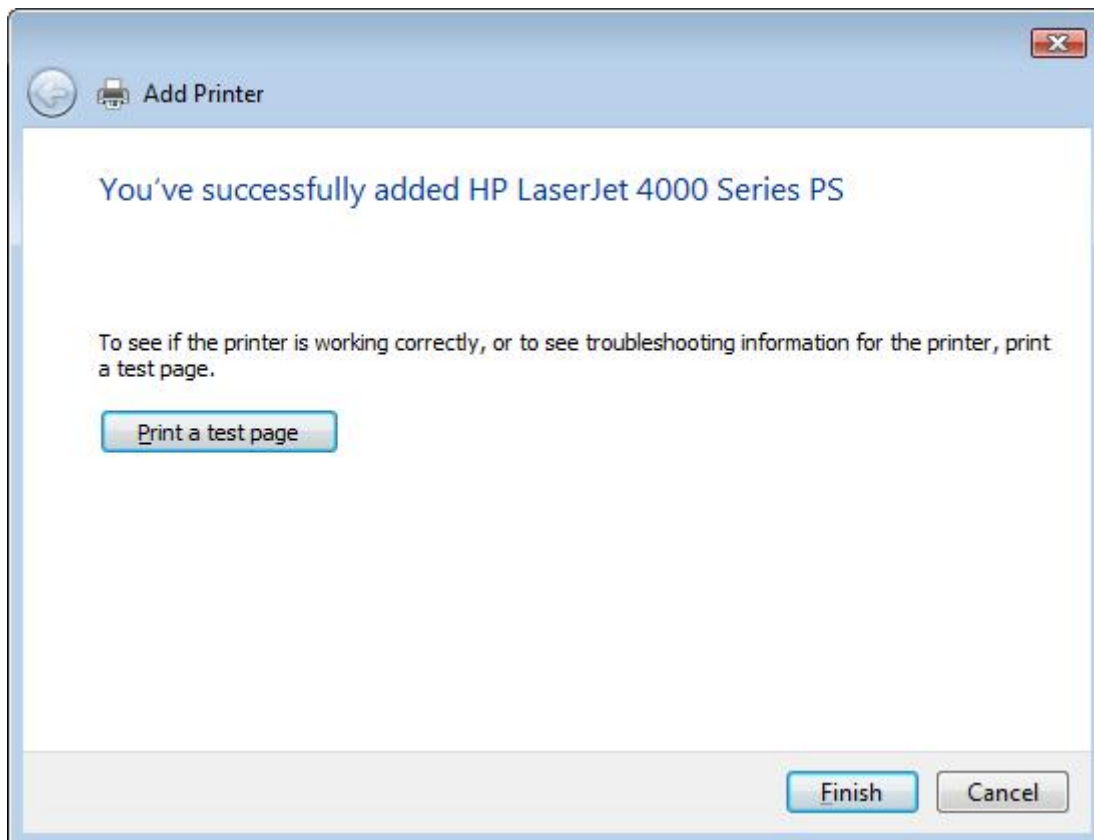 Add Printer
You've successfully added HP LaserJet 4000 Series PS
To see if the printer is working correctly, or to see troubleshooting information for the printer, print
a test page.
Print a test page
Finish
Cancel